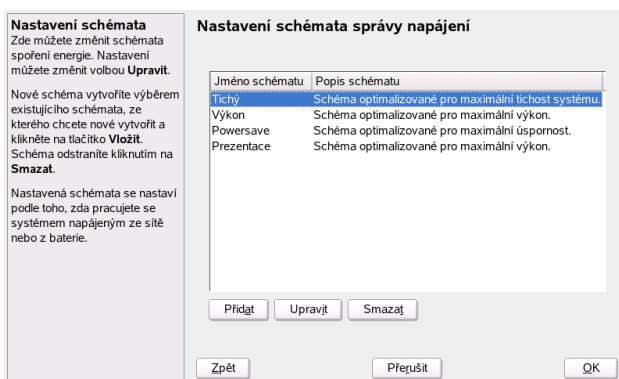 Nastavení schémata
Zde můžete změnit schémata
spoření energie. Nastavení
můžete změnit volbou Upravit.
Nové schéma vytvoříte výběrem
existujícího schémata, ze
kterého chcete nové vytvořit a
klikněte na tlačítko Vložit.
Schéma odstraníte kliknutím na
Smazat.
Nastavená schémata se nastaví
podle toho, zda pracujete se
systémem napájeným ze sítě
nebo z baterie.
Nastavení schémata správy napájení
Jméno schématu Popis schématu
Tichý Schéma optimalizované pro maximální tichost systému.
Výkon Schéma optimalizované pro maximální výkon.
Powersave Schéma optimalizované pro maximální úspornost.
Prezentace Schéma optimalizované pro maximální výkon.
Přidat Upravit Smazat
Zpět Přerušit OK